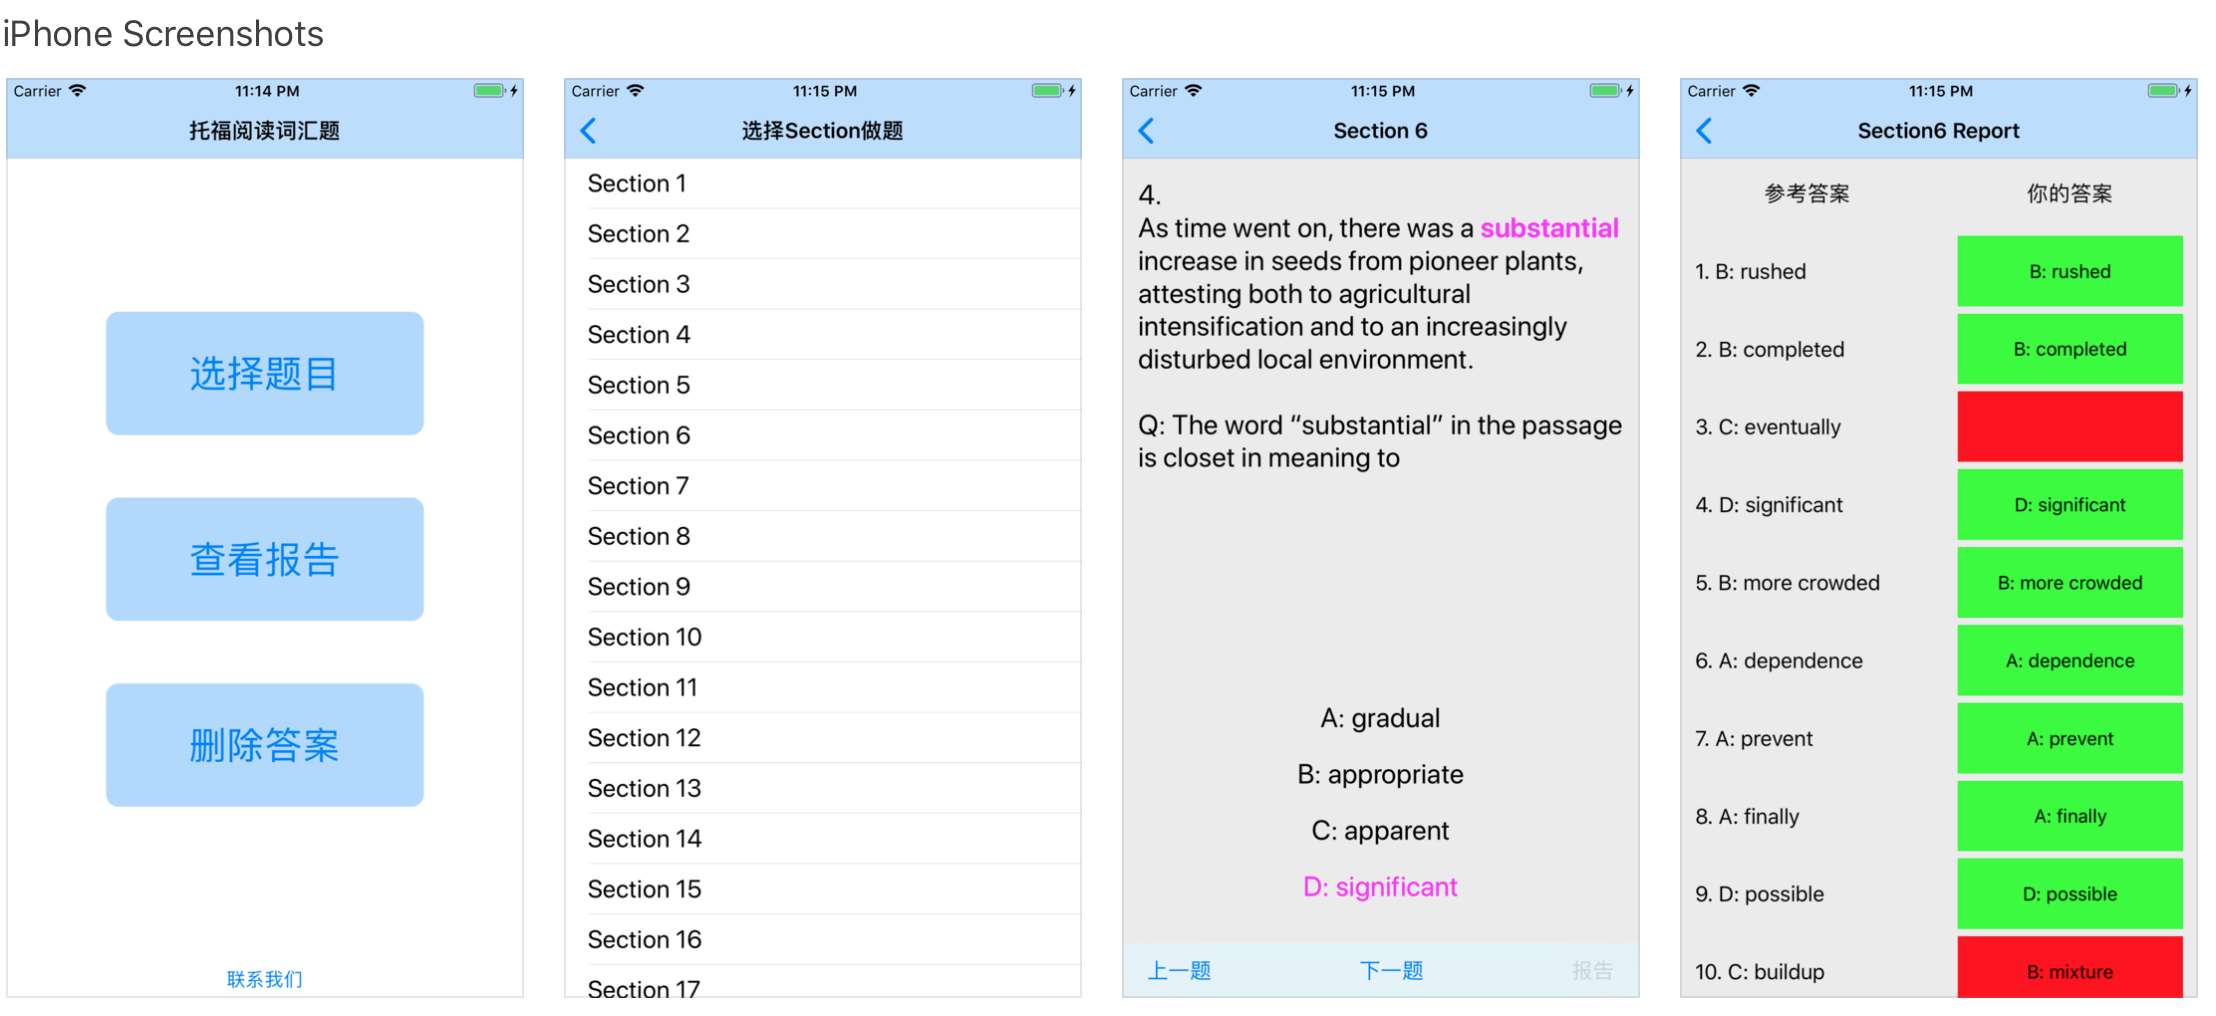 iPhone Screenshots
Carrier 11:14 PM
托福阅读词汇题
选择题目
查看报告
删除答案
联系我们
Carrier 11:15 PM
选择Section做题
Section 1
Section 2
Section 3
Section 4
Section 5
Section 6
Section 7
Section 8
Section 9
Section 10
Section 11
Section 12
Section 13
Section 14
Section 15
Section 16
Section 17
Carrier 11:15 PM
Section 6
4.
As time went on, there was a substantial
increase in seeds from pioneer plants,
attesting both to agricultural
intensification and to an increasingly
disturbed local environment.
Q: The word “substantial” in the passage
is closet in meaning to
A: gradual
B: appropriate
C: apparent
D: significant
上一题 下一题 报告
Carrier 11:15 PM
Section6 Report
参考答案 你的答案
1. B: rushed B: rushed
2. B: completed B: completed
3. C: eventually
4. D: significant D: significant
5. B: more crowded B: more crowded
6. A: dependence A: dependence
7. A: prevent A: prevent
8. A: finally A: finally
9. D: possible D: possible
10. C: buildup B: mixture